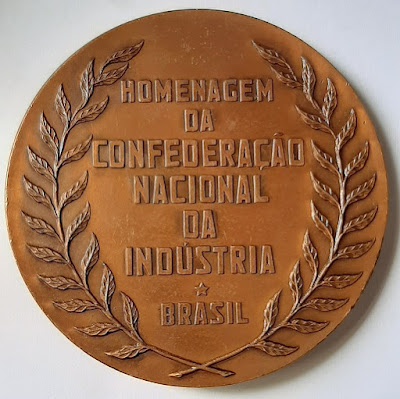 HOMENAGEM
DA
CONFEDERAÇÃO
NACIONAL
DA
INDÚSTRIA
★
BRASIL